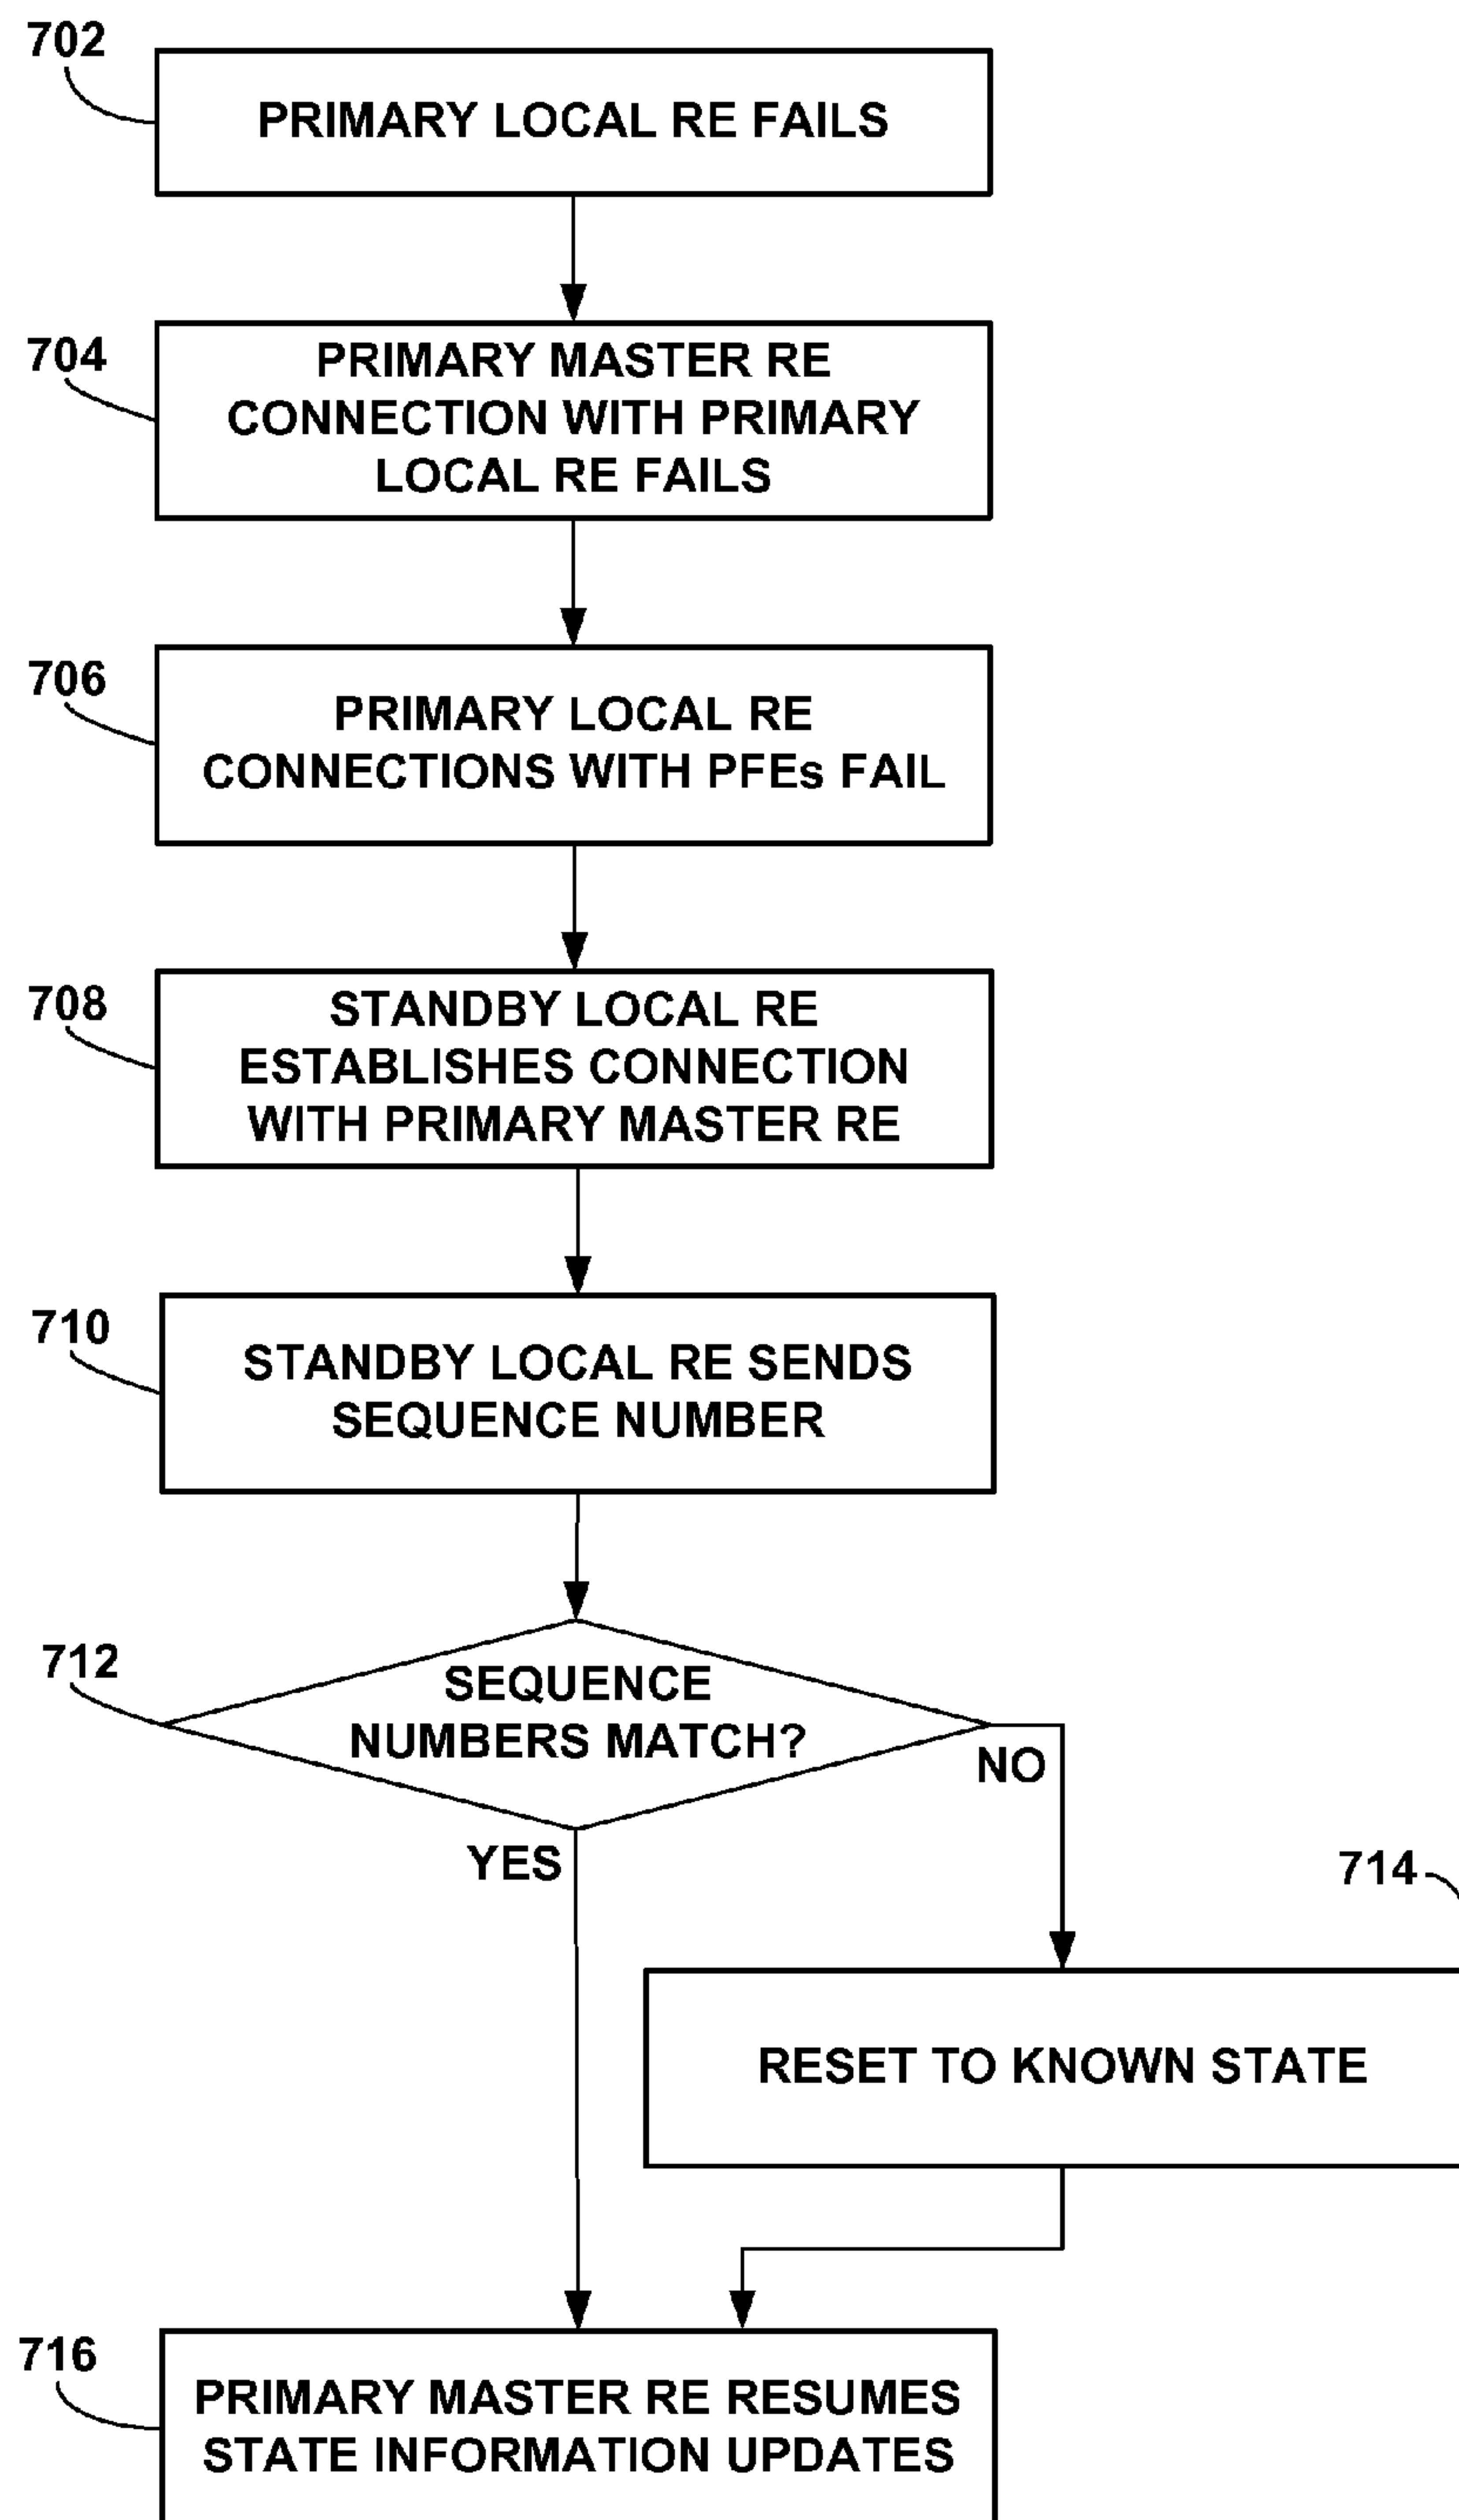 702
PRIMARY LOCAL RE FAILS
704
PRIMARY MASTER RE
CONNECTION WITH PRIMARY
LOCAL RE FAILS
706
PRIMARY LOCAL RE
CONNECTIONS WITH PFEs FAIL
708
STANDBY LOCAL RE
ESTABLISHES CONNECTION
WITH PRIMARY MASTER RE
710
STANDBY LOCAL RE SENDS
SEQUENCE NUMBER
712
SEQUENCE
NUMBERS MATCH?
NO
YES
714
RESET TO KNOWN STATE
716
PRIMARY MASTER RE RESUMES
STATE INFORMATION UPDATES